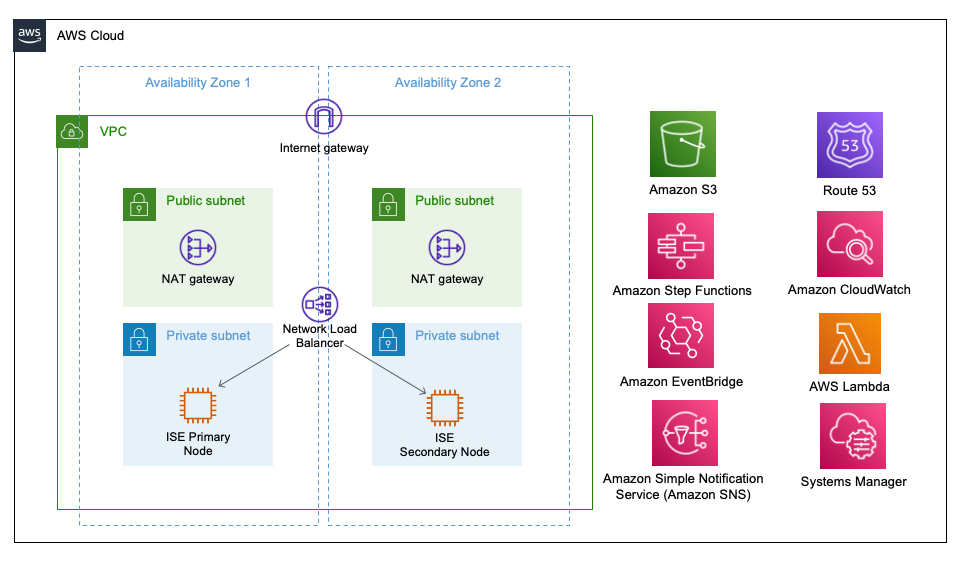 aws
AWS Cloud
Availability Zone 1
Availability Zone 2
VPC
Internet gateway
Public subnet
NAT gateway
Public subnet
NAT gateway
Network Load
Balancer
Private subnet
ISE Primary
Node
Private subnet
ISE
Secondary Node
Amazon S3
53
Route 53
Amazon Step Functions
Amazon CloudWatch
Amazon EventBridge
AWS Lambda
Amazon Simple Notification
Service (Amazon SNS)
Systems Manager